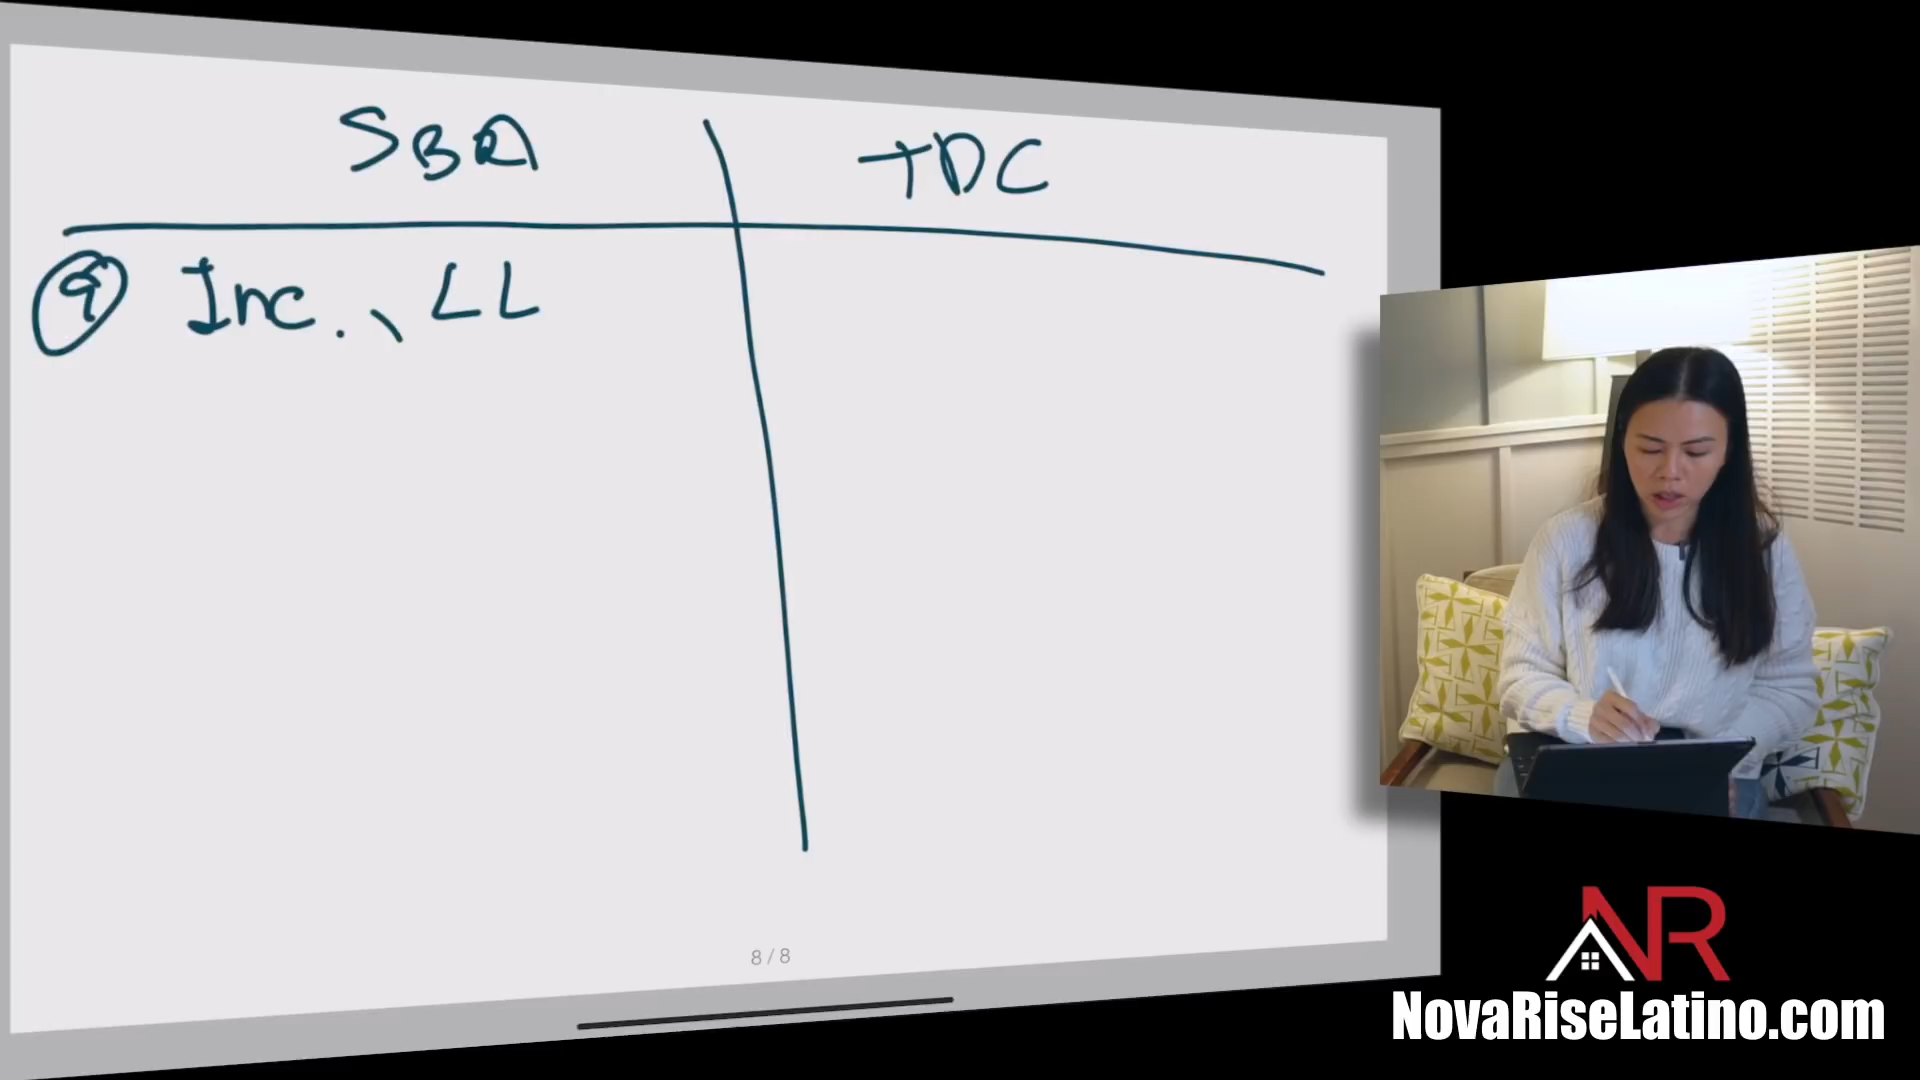 SBA
TDC
9 Inc., LL
8 / 8
NR
NovaRiseLatino.com